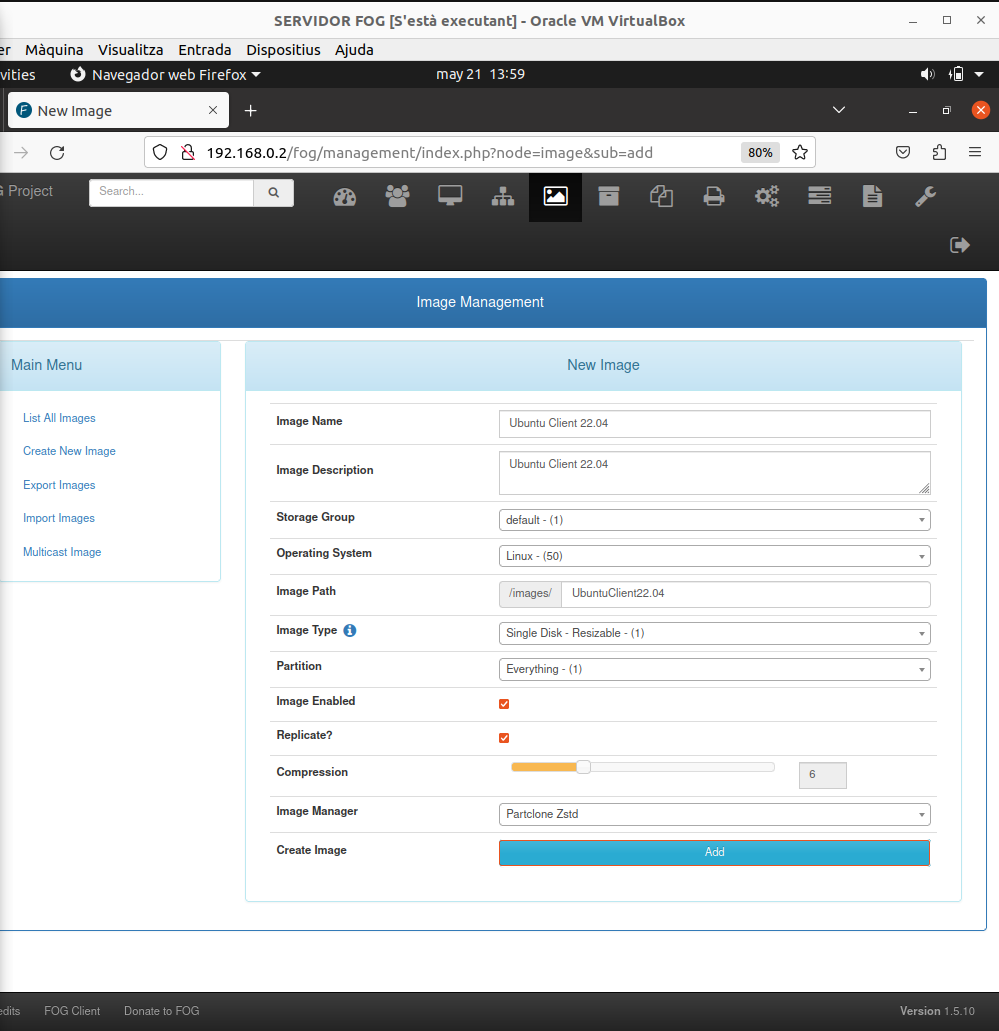 SERVIDOR FOG [S'està executant] - Oracle VM VirtualBox
er Màquina Visualitza Entrada Dispositius Ajuda
vities Navegador web Firefox may 21 13:59
New Image
192.168.0.2/fog/management/index.php?node=image&sub=add 80%
G Project Search...
Image Management
Main Menu
List All Images
Create New Image
Export Images
Import Images
Multicast Image
New Image
Image Name Ubuntu Client 22.04
Image Description Ubuntu Client 22.04
Storage Group default - (1)
Operating System Linux - (50)
Image Path /images/ UbuntuClient22.04
Image Type Single Disk - Resizable - (1)
Partition Everything - (1)
Image Enabled
Replicate?
Compression 6
Image Manager Partclone Zstd
Create Image Add
edits FOG Client Donate to FOG Version 1.5.10